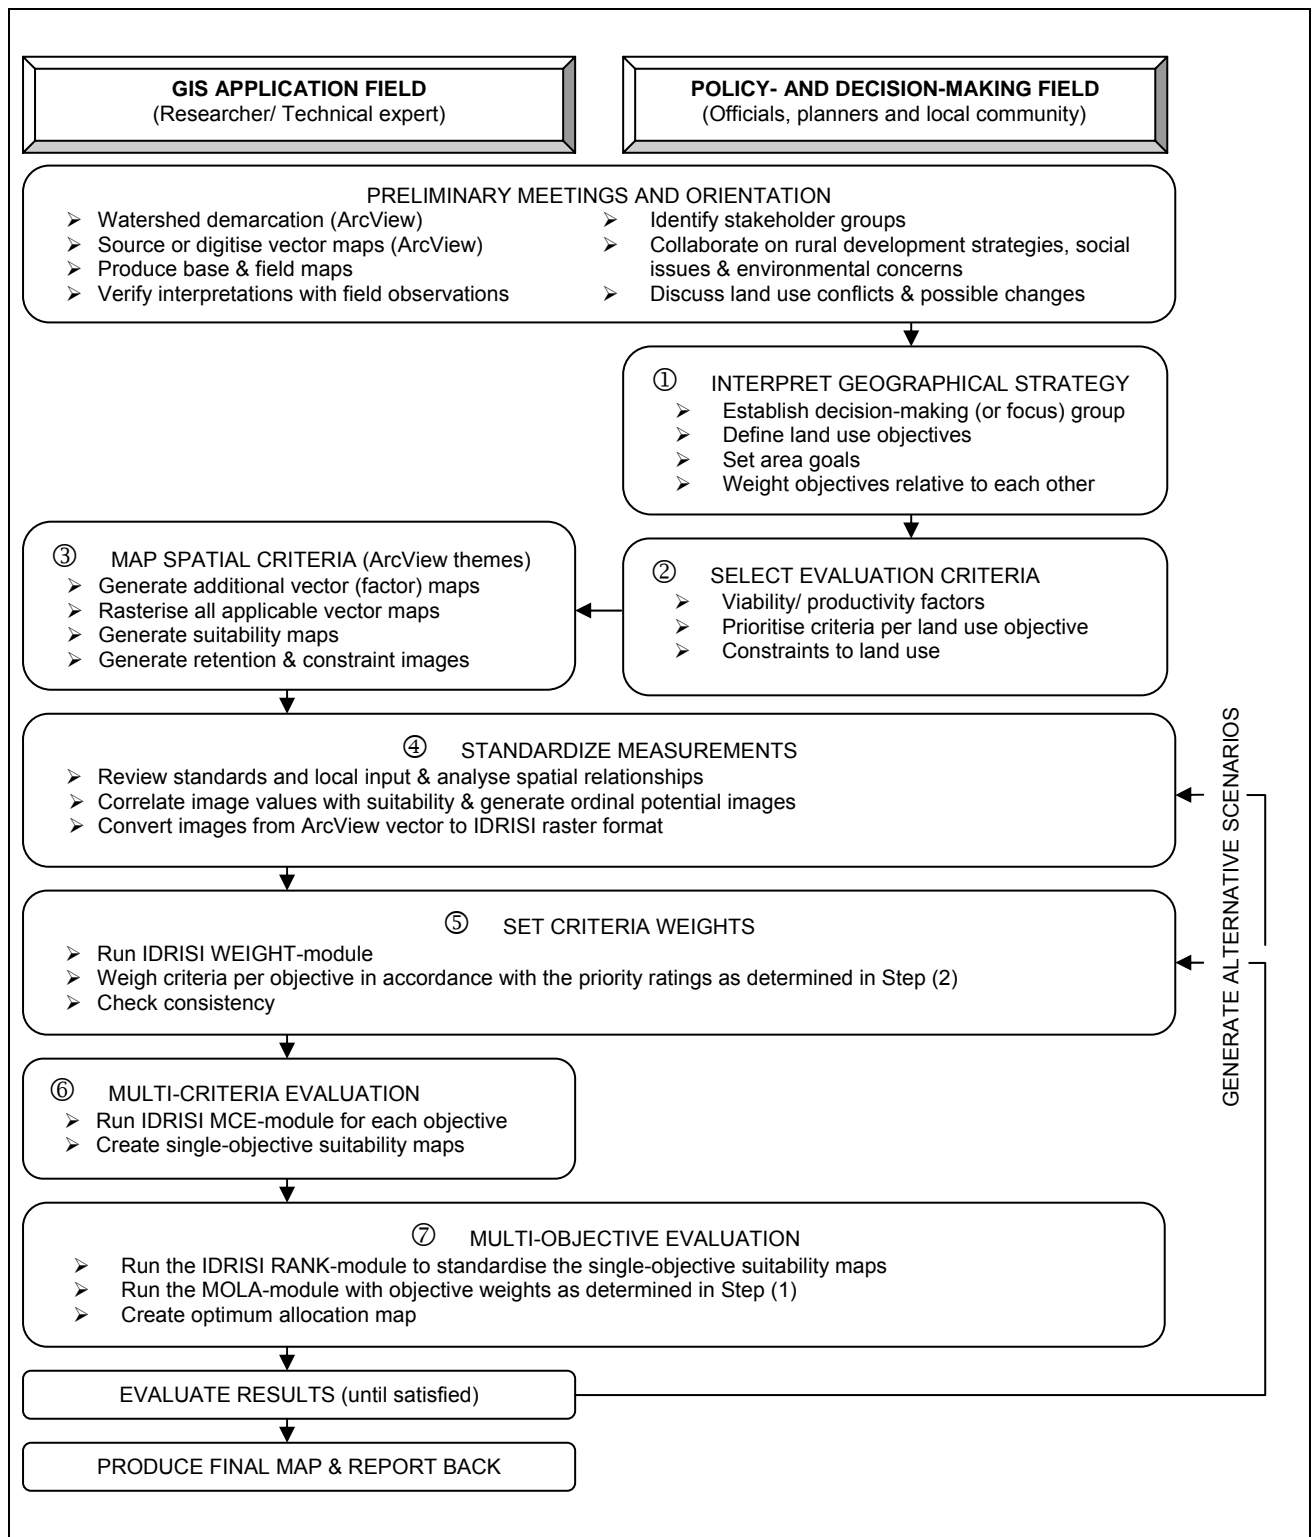 GIS APPLICATION FIELD
(Researcher/ Technical expert)
POLICY- AND DECISION-MAKING FIELD
(Officials, planners and local community)
PRELIMINARY MEETINGS AND ORIENTATION
➢ Watershed demarcation (ArcView)
➢ Source or digitise vector maps (ArcView)
➢ Produce base & field maps
➢ Verify interpretations with field observations
➢ Identify stakeholder groups
➢ Collaborate on rural development strategies, social
issues & environmental concerns
➢ Discuss land use conflicts & possible changes
① INTERPRET GEOGRAPHICAL STRATEGY
➢ Establish decision-making (or focus) group
➢ Define land use objectives
➢ Set area goals
➢ Weight objectives relative to each other
② SELECT EVALUATION CRITERIA
➢ Viability/ productivity factors
➢ Prioritise criteria per land use objective
➢ Constraints to land use
③ MAP SPATIAL CRITERIA (ArcView themes)
➢ Generate additional vector (factor) maps
➢ Rasterise all applicable vector maps
➢ Generate suitability maps
➢ Generate retention & constraint images
④ STANDARDIZE MEASUREMENTS
➢ Review standards and local input & analyse spatial relationships
➢ Correlate image values with suitability & generate ordinal potential images
➢ Convert images from ArcView vector to IDRISI raster format
⑤ SET CRITERIA WEIGHTS
➢ Run IDRISI WEIGHT-module
➢ Weigh criteria per objective in accordance with the priority ratings as determined in Step (2)
➢ Check consistency
⑥ MULTI-CRITERIA EVALUATION
➢ Run IDRISI MCE-module for each objective
➢ Create single-objective suitability maps
⑦ MULTI-OBJECTIVE EVALUATION
➢ Run the IDRISI RANK-module to standardise the single-objective suitability maps
➢ Run the MOLA-module with objective weights as determined in Step (1)
➢ Create optimum allocation map
EVALUATE RESULTS (until satisfied)
PRODUCE FINAL MAP & REPORT BACK
GENERATE ALTERNATIVE SCENARIOS